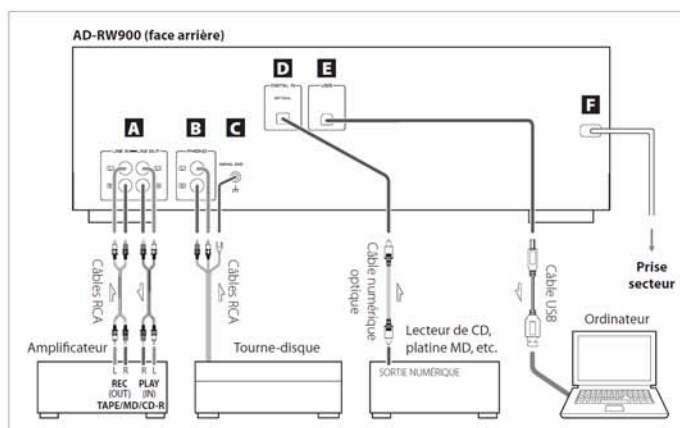 AD-RW900 (face arrière)
D
E
DIGITAL IN
USB
OPTICAL
F
A
B
C
LINE IN
LINE OUT
PHONO
SIGNAL GND
L
L
L
R
R
R
Câbles RCA
Câbles RCA
Câble numérique
optique
Câble USB
Prise
secteur
Amplificateur
Tourne-disque
Lecteur de CD,
platine MD, etc.
Ordinateur
L R R L
REC PLAY
(OUT) (IN)
TAPE/MD/CD-R
SORTIE NUMÉRIQUE